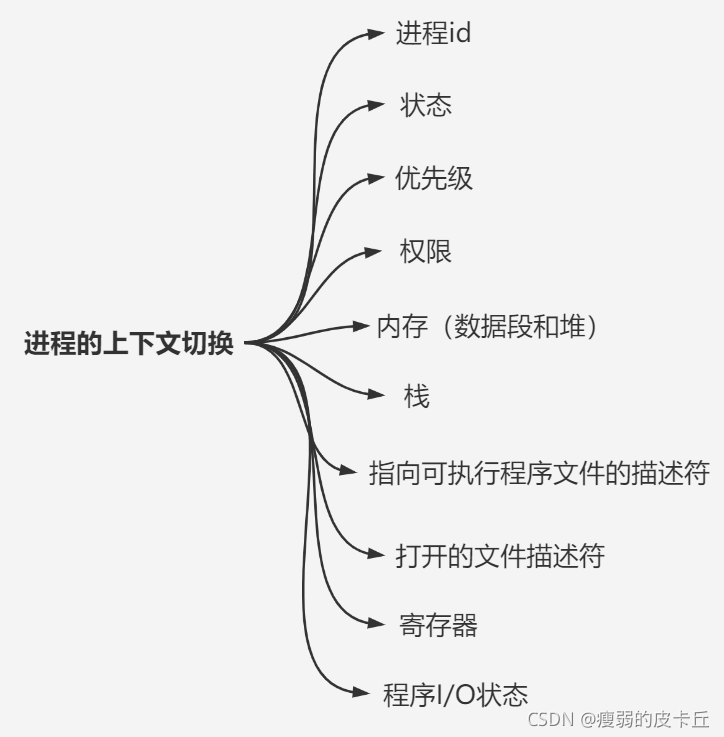 进程id
状态
优先级
权限
内存（数据段和堆）
进程的上下文切换
栈
指向可执行程序文件的描述符
打开的文件描述符
寄存器
程序I/O状态
CSDN @瘦弱的皮卡丘